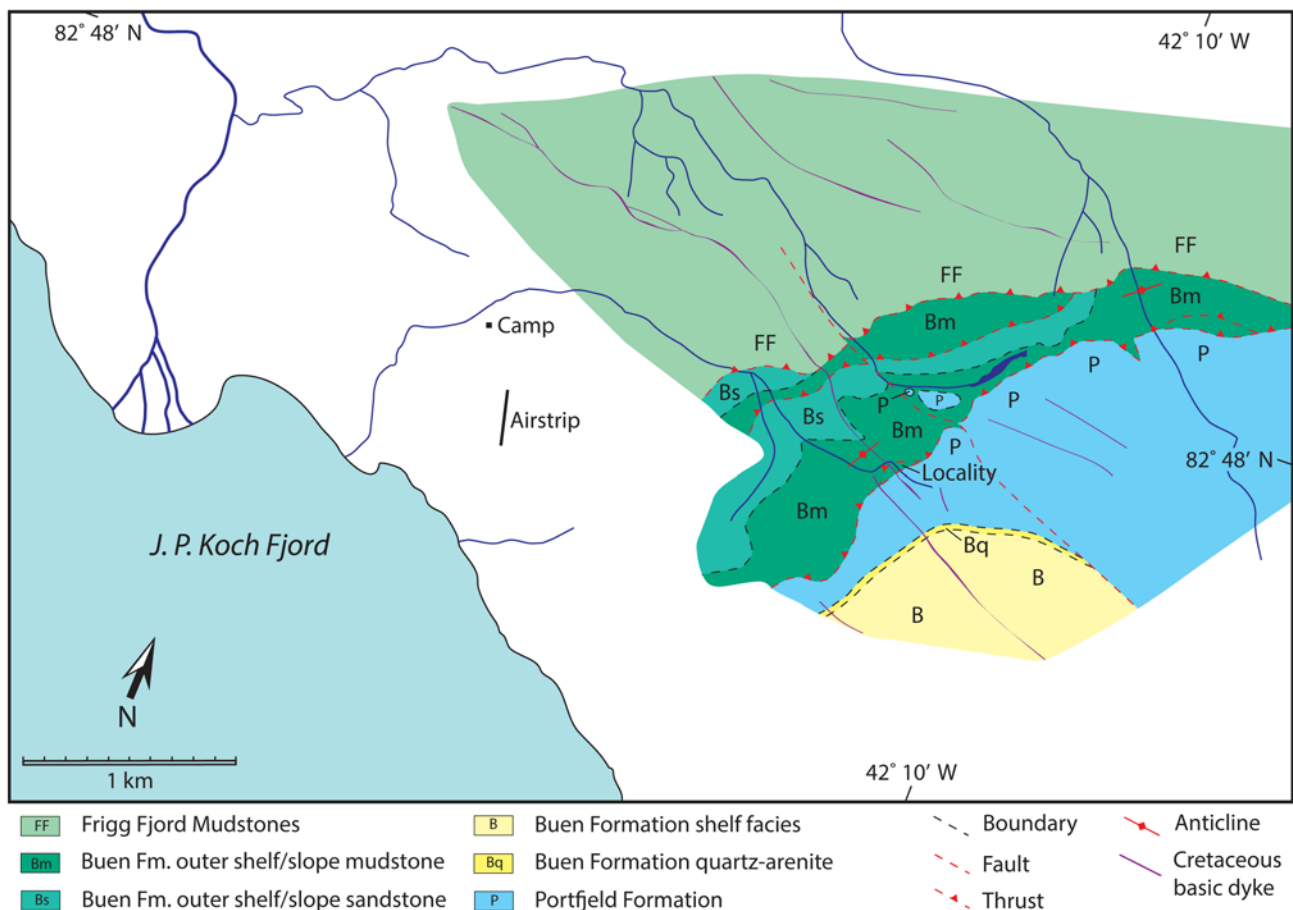 82° 48' N
42° 10' W
FF
FF
Bm
Bm
Camp
FF
Bs
P
P
P
P
P
Airstrip
Bs
Bm
P
82° 48' N
Locality
Bm
J. P. Koch Fjord
Bq
B
B
N
1 km
42° 10' W
FF Frigg Fjord Mudstones
Bm Buen Fm. outer shelf/slope mudstone
Bs Buen Fm. outer shelf/slope sandstone
B Buen Formation shelf facies
Bq Buen Formation quartz-arenite
P Portfjeld Formation
Boundary
Fault
Thrust
Anticline
Cretaceous
basic dyke